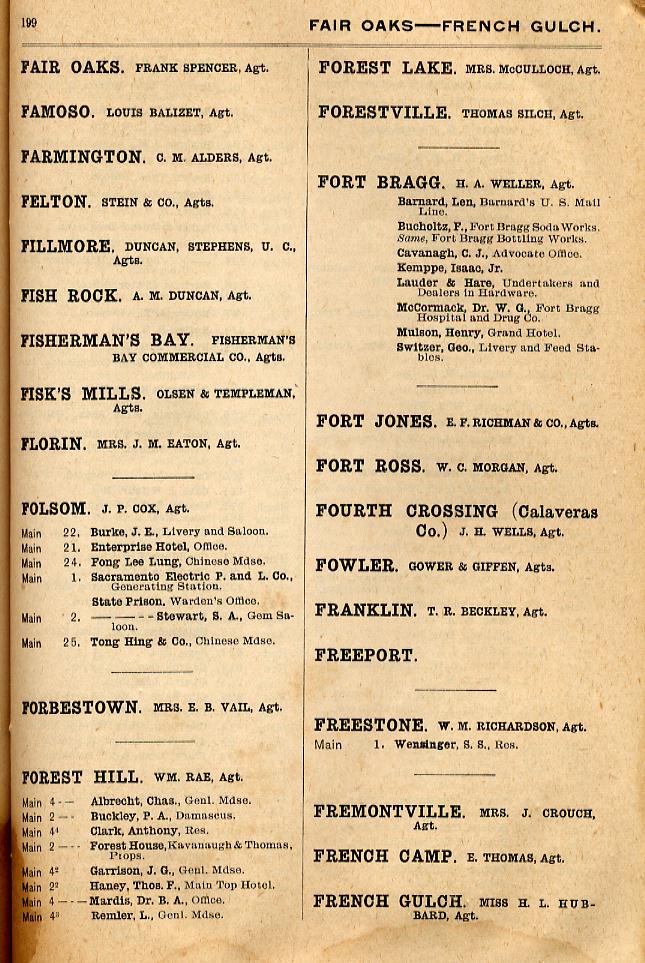 199
FAIR OAKS—FRENCH GULCH.
FAIR OAKS. FRANK SPENCER, Agt.
FAMOSO. LOUIS BALIZET, Agt.
FARMINGTON. C. M. ALDERS, Agt.
FELTON. STEIN & CO., Agts.
FILLMORE. DUNCAN, STEPHENS, U. C.,
Agts.
FISH ROCK. A. M. DUNCAN, Agt.
FISHERMAN'S BAY. FISHERMAN'S
BAY COMMERCIAL CO., Agts.
FISK'S MILLS. OLSEN & TEMPLEMAN,
Agts.
FLORIN. MRS. J. M. EATON, Agt.
FOLSOM. J. P. COX, Agt.
Main 22. Burke, J. E., Livery and Saloon.
Main 21. Enterprise Hotel, Office.
Main 24. Fong Lee Lung, Chinese Mdse.
Main 1. Sacramento Electric P. and L. Co.,
Generating Station.
State Prison, Warden's Office.
Main 2. — - - - - Stewart, S. A., Gem Sa-
loon.
Main 25. Tong Hing & Co., Chinese Mdse.
FORBESTOWN. MRS. E. B. VAIL, Agt.
FOREST HILL. WM. RAE, Agt.
Main 4 - — Albrecht, Chas., Genl. Mdse.
Main 2 — - Buckley, P. A., Damascus.
Main 4⁴ Clark, Anthony, Res.
Main 2 — - - Forest House, Kavanaugh & Thomas,
Props.
Main 4² Garrison, J. G., Genl. Mdse.
Main 2² Haney, Thos. F., Main Top Hotel.
Main 4 — - — Mardis, Dr. B. A., Office.
Main 4³ Remler, L., Genl. Mdse.
FOREST LAKE. MRS. McCULLOCH, Agt.
FORESTVILLE. THOMAS SILCH, Agt.
FORT BRAGG. H. A. WELLER, Agt.
Barnard, Len, Barnard's U. S. Mail
Line.
Bucholtz, F., Fort Bragg Soda Works.
Same, Fort Bragg Bottling Works.
Cavanagh, C. J., Advocate Office.
Kemppe, Isaac, Jr.
Lauder & Hare, Undertakers and
Dealers in Hardware.
McCormack, Dr. W. G., Fort Bragg
Hospital and Drug Co.
Mulson, Henry, Grand Hotel.
Switzer, Geo., Livery and Feed Sta-
bles.
FORT JONES. E. F. RICHMAN & CO., Agts.
FORT ROSS. W. C. MORGAN, Agt.
FOURTH CROSSING (Calaveras
Co.) J. H. WELLS, Agt.
FOWLER. GOWER & GIFFEN, Agts.
FRANKLIN. T. R. BECKLEY, Agt.
FREEPORT.
FREESTONE. W. M. RICHARDSON, Agt.
Main 1. Wensinger, S. S., Res.
FREMONTVILLE. MRS. J. CROUCH,
Agt.
FRENCH CAMP. E. THOMAS, Agt.
FRENCH GULCH. MISS H. L. HUB-
BARD, Agt.